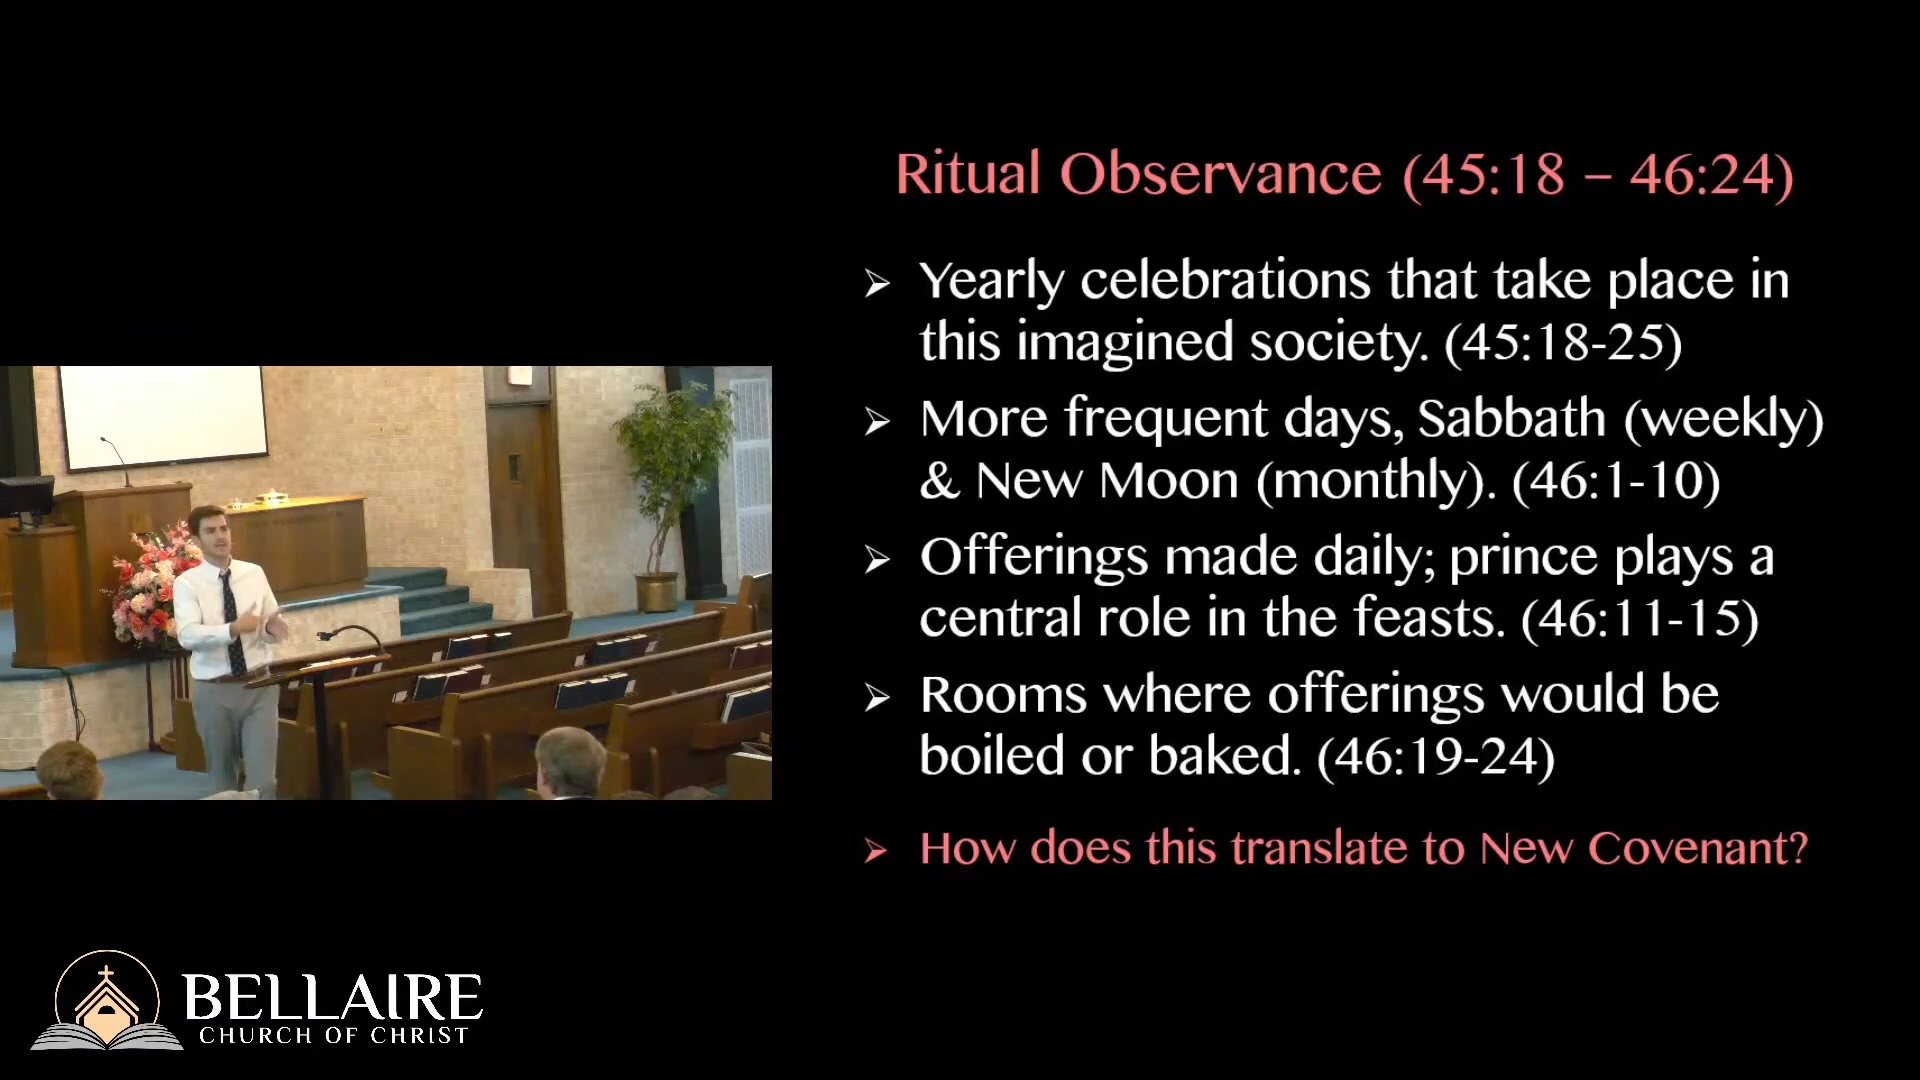 Ritual Observance (45:18 – 46:24)
➢ Yearly celebrations that take place in
this imagined society. (45:18-25)
➢ More frequent days, Sabbath (weekly)
& New Moon (monthly). (46:1-10)
➢ Offerings made daily; prince plays a
central role in the feasts. (46:11-15)
➢ Rooms where offerings would be
boiled or baked. (46:19-24)
➢ How does this translate to New Covenant?
BELLAIRE
CHURCH OF CHRIST